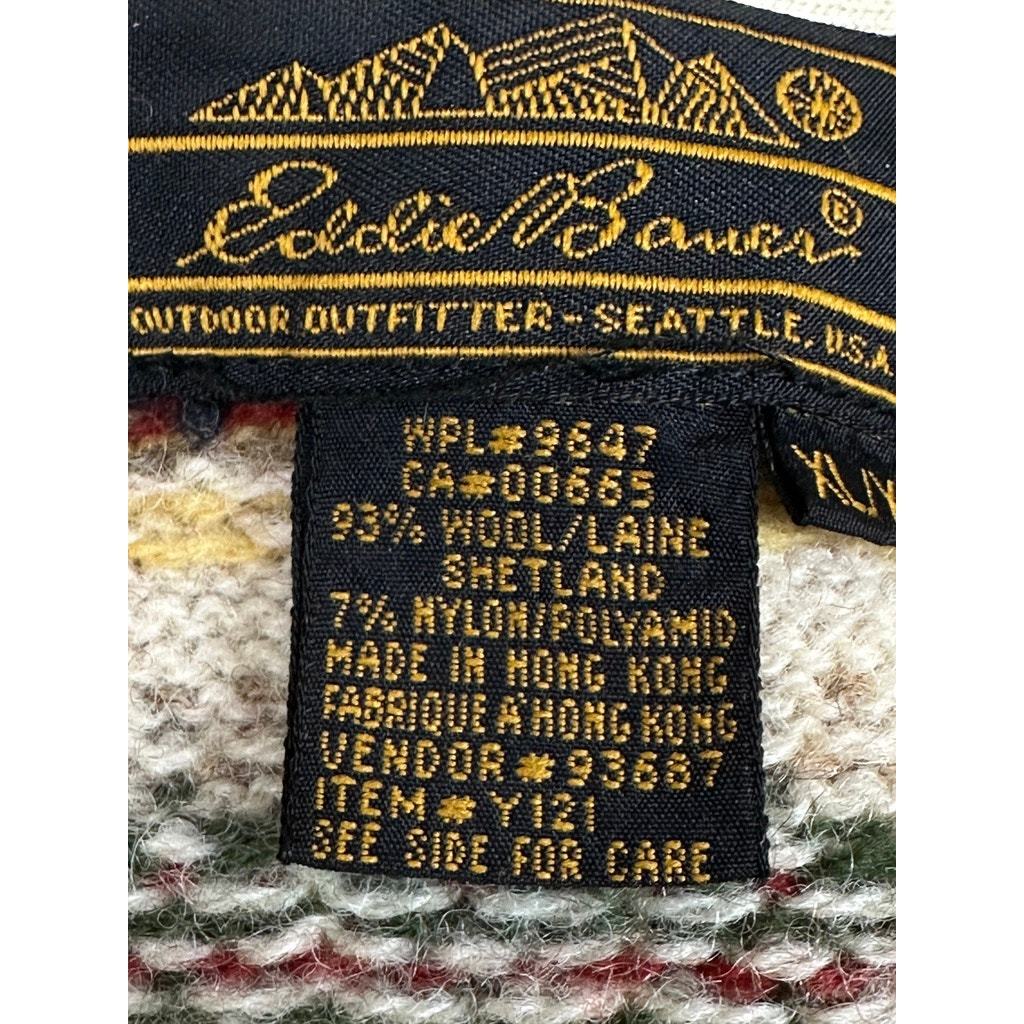 Eddie Bauer®
OUTDOOR OUTFITTER - SEATTLE, U.S.A.
XL/
WPL#9647
CA#00665
93% WOOL/LAINE
SHETLAND
7% NYLON/POLYAMID
MADE IN HONG KONG
FABRIQUE A'HONG KONG
VENDOR#93687
ITEM#Y121
SEE SIDE FOR CARE